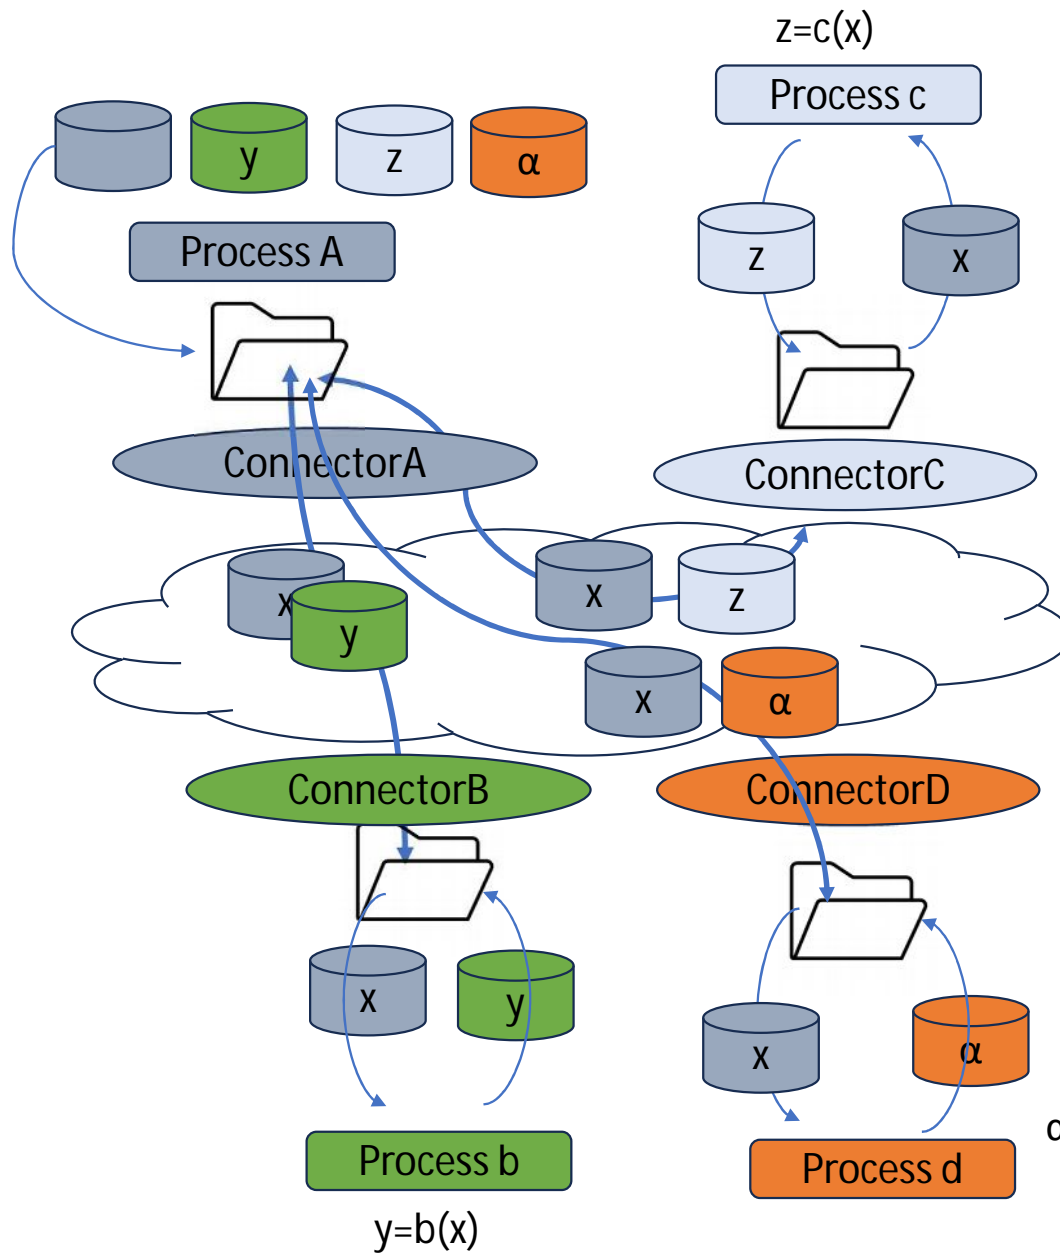 z=c(x)
Process c
y
z
α
Process A
z
x
ConnectorA
ConnectorC
x
y
x
z
x
α
ConnectorB
ConnectorD
x
y
x
α
Process b
Process d
y=b(x)